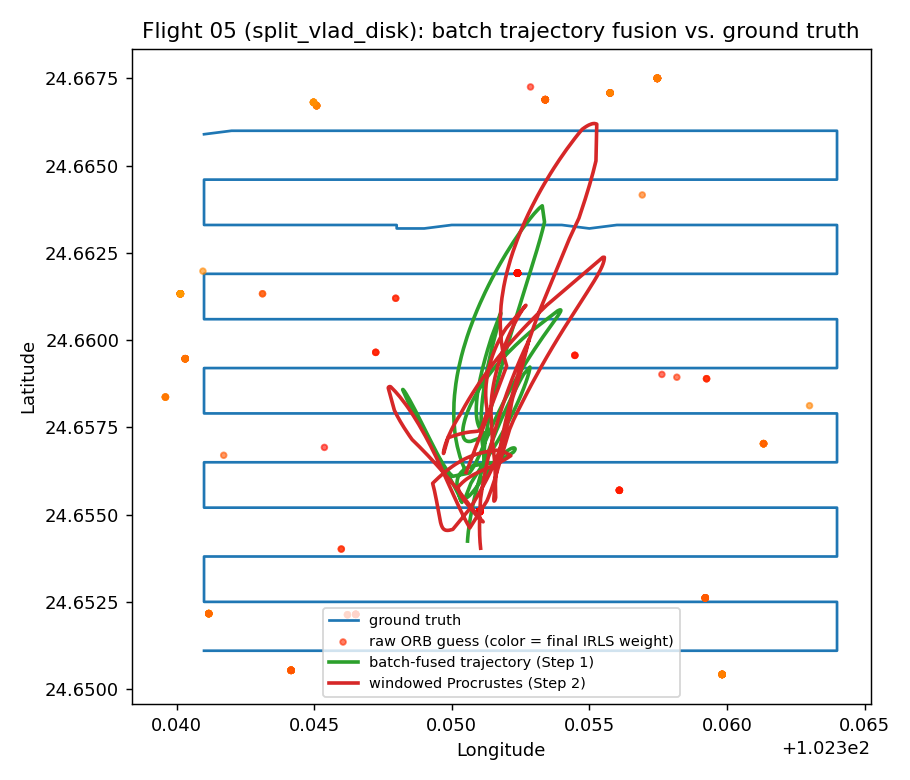 Flight 05 (split_vlad_disk): batch trajectory fusion vs. ground truth
24.6675
24.6650
24.6625
24.6600
24.6575
24.6550
24.6525
24.6500
Latitude
ground truth
raw ORB guess (color = final IRLS weight)
batch-fused trajectory (Step 1)
windowed Procrustes (Step 2)
0.040 0.045 0.050 0.055 0.060 0.065
Longitude
+1.023e2